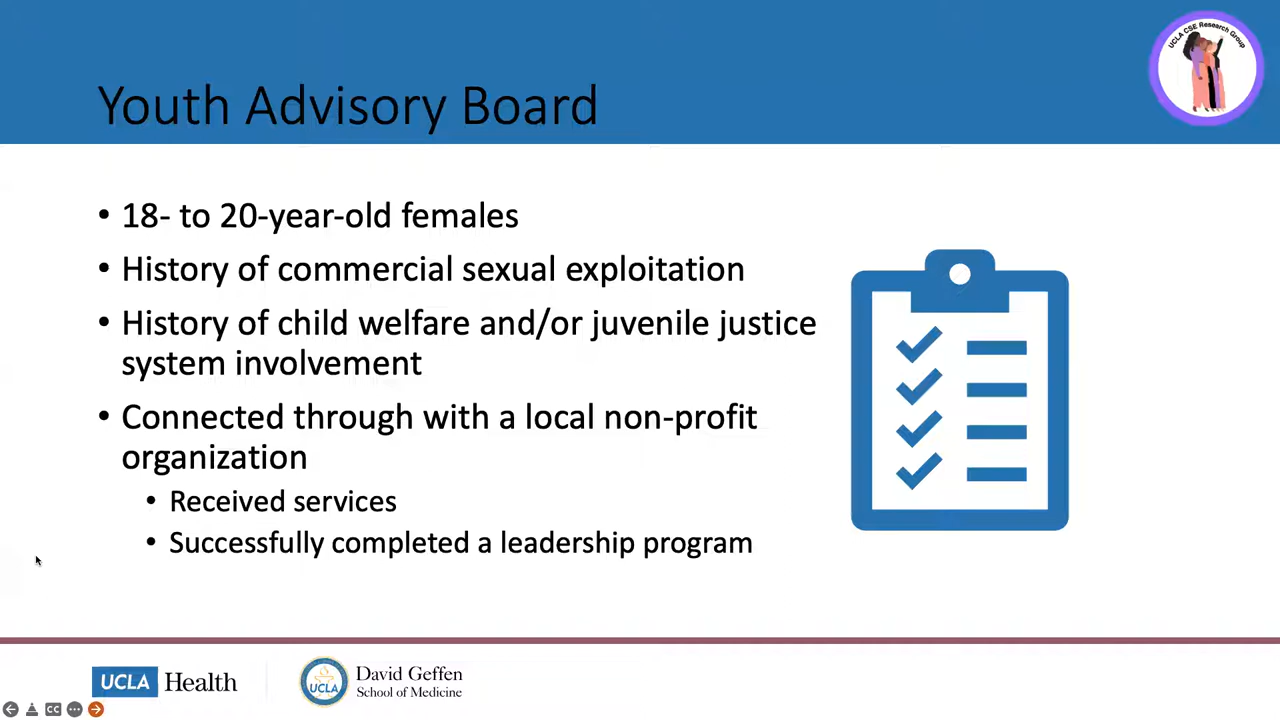 UCLA CSE Research Group
Youth Advisory Board
• 18- to 20-year-old females
• History of commercial sexual exploitation
• History of child welfare and/or juvenile justice
system involvement
• Connected through with a local non-profit
organization
• Received services
• Successfully completed a leadership program
UCLA Health
UCLA
David Geffen
School of Medicine
CC